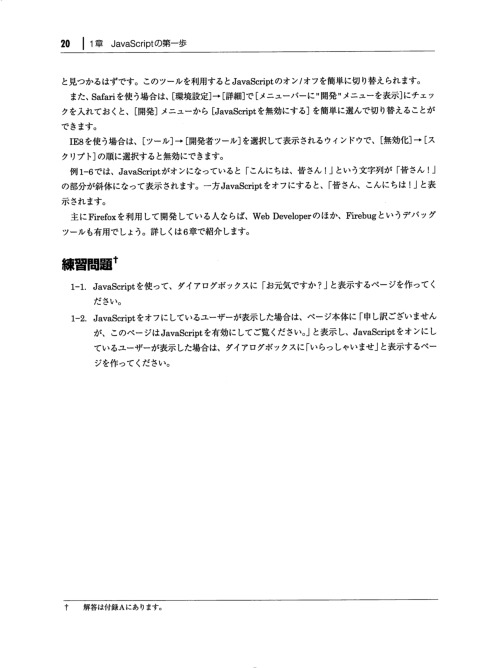 20 1章 JavaScriptの第一歩
と見つかるはずです。このツールを利用するとJavaScriptのオン/オフを簡単に切り替えられます。
また、Safariを使う場合は、[環境設定]→[詳細]で[メニューバーに"開発"メニューを表示]にチェッ
クを入れておくと、[開発] メニューから [JavaScriptを無効にする] を簡単に選んで切り替えることが
できます。
IE8を使う場合は、[ツール]→[開発者ツール]を選択して表示されるウィンドウで、[無効化]→[ス
クリプト]の順に選択すると無効にできます。
例1-6では、JavaScriptがオンになっていると「こんにちは、皆さん!」という文字列が「皆さん!」
の部分が斜体になって表示されます。一方JavaScriptをオフにすると、「皆さん、こんにちは!」と表
示されます。
主にFirefoxを利用して開発している人ならば、Web Developerのほか、Firebugというデバッグ
ツールも有用でしょう。詳しくは6章で紹介します。
練習問題†
1-1. JavaScriptを使って、ダイアログボックスに「お元気ですか?」と表示するページを作ってく
ださい。
1-2. JavaScriptをオフにしているユーザーが表示した場合は、ページ本体に「申し訳ございません
が、このページはJavaScriptを有効にしてご覧ください。」と表示し、JavaScriptをオンにし
ているユーザーが表示した場合は、ダイアログボックスに「いらっしゃいませ」と表示するペー
ジを作ってください。
† 解答は付録Aにあります。